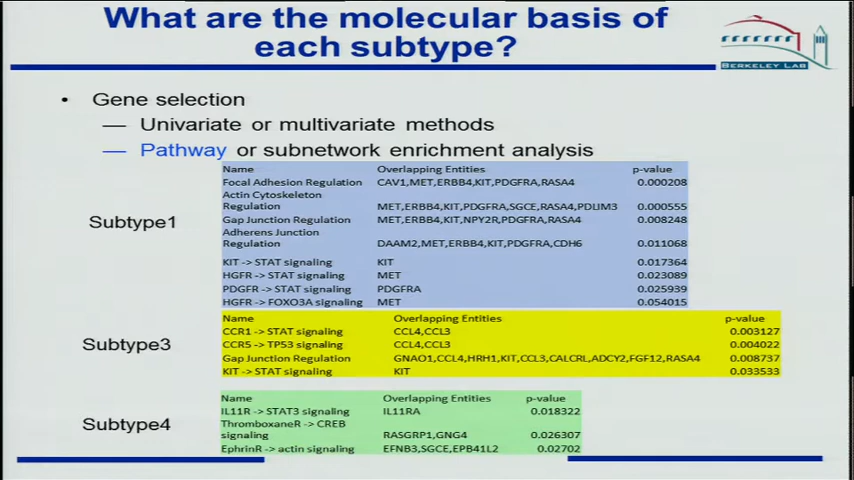 What are the molecular basis of
each subtype?
BERKELEY LAB
• Gene selection
— Univariate or multivariate methods
— Pathway or subnetwork enrichment analysis
Subtype1
Name Overlapping Entities p-value
Focal Adhesion Regulation CAV1,MET,ERBB4,KIT,PDGFRA,RASA4 0.000208
Actin Cytoskeleton
Regulation MET,ERBB4,KIT,PDGFRA,SGCE,RASA4,PDLIM3 0.000555
Gap Junction Regulation MET,ERBB4,KIT,NPY2R,PDGFRA,RASA4 0.008248
Adherens Junction
Regulation DAAM2,MET,ERBB4,KIT,PDGFRA,CDH6 0.011068
KIT -> STAT signaling KIT 0.017364
HGFR -> STAT signaling MET 0.023089
PDGFR -> STAT signaling PDGFRA 0.025939
HGFR -> FOXO3A signaling MET 0.054015
Subtype3
Name Overlapping Entities p-value
CCR1 -> STAT signaling CCL4,CCL3 0.003127
CCR5 -> TP53 signaling CCL4,CCL3 0.004022
Gap Junction Regulation GNAO1,CCL4,HRH1,KIT,CCL3,CALCRL,ADCY2,FGF12,RASA4 0.008737
KIT -> STAT signaling KIT 0.033533
Subtype4
Name Overlapping Entities p-value
IL11R -> STAT3 signaling IL11RA 0.018322
ThromboxaneR -> CREB
signaling RASGRP1,GNG4 0.026307
EphrinR -> actin signaling EFNB3,SGCE,EPB41L2 0.02702